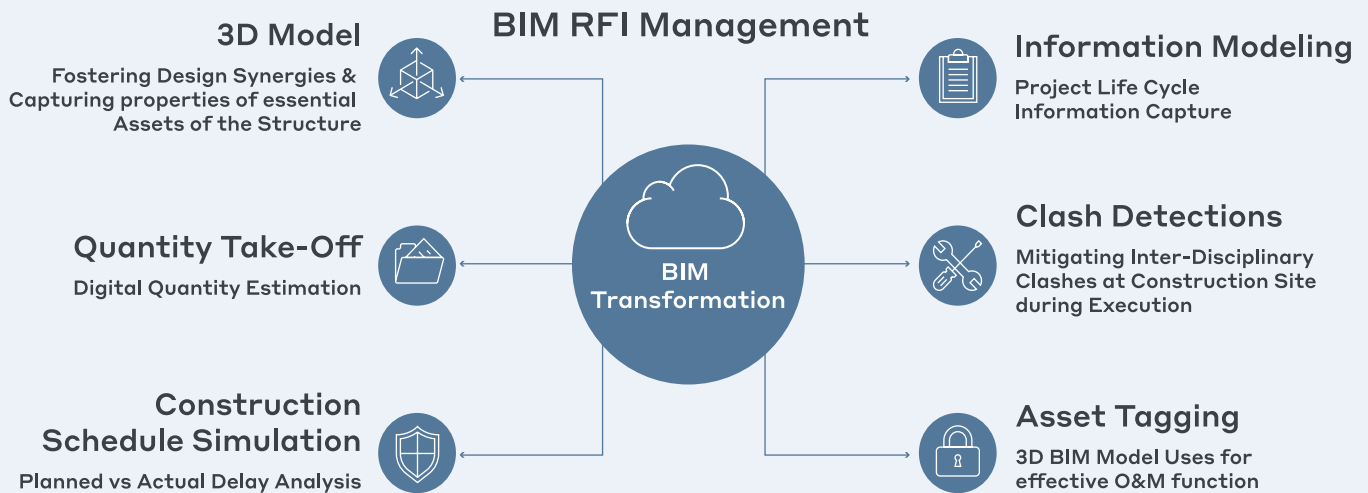 BIM RFI Management
3D Model
Fostering Design Synergies &
Capturing properties of essential
Assets of the Structure
Quantity Take-Off
Digital Quantity Estimation
Construction
Schedule Simulation
Planned vs Actual Delay Analysis
BIM
Transformation
Information Modeling
Project Life Cycle
Information Capture
Clash Detections
Mitigating Inter-Disciplinary
Clashes at Construction Site
during Execution
Asset Tagging
3D BIM Model Uses for
effective O&M function